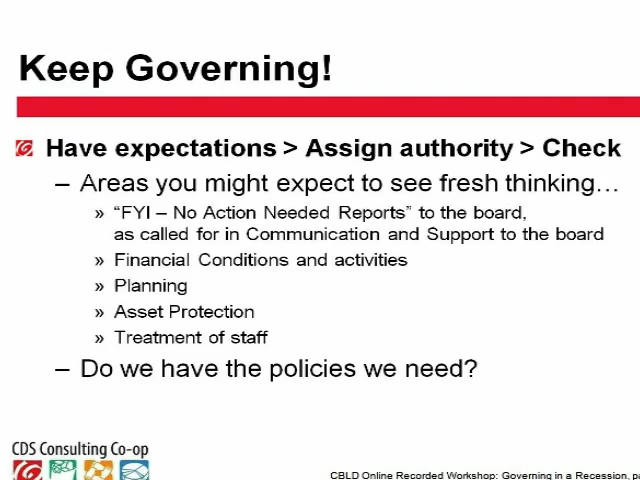 Keep Governing!
Have expectations > Assign authority > Check
– Areas you might expect to see fresh thinking…
» “FYI – No Action Needed Reports” to the board,
as called for in Communication and Support to the board
» Financial Conditions and activities
» Planning
» Asset Protection
» Treatment of staff
– Do we have the policies we need?
CDS Consulting Co-op
CBLD Online Recorded Workshop: Governing in a Recession, pa